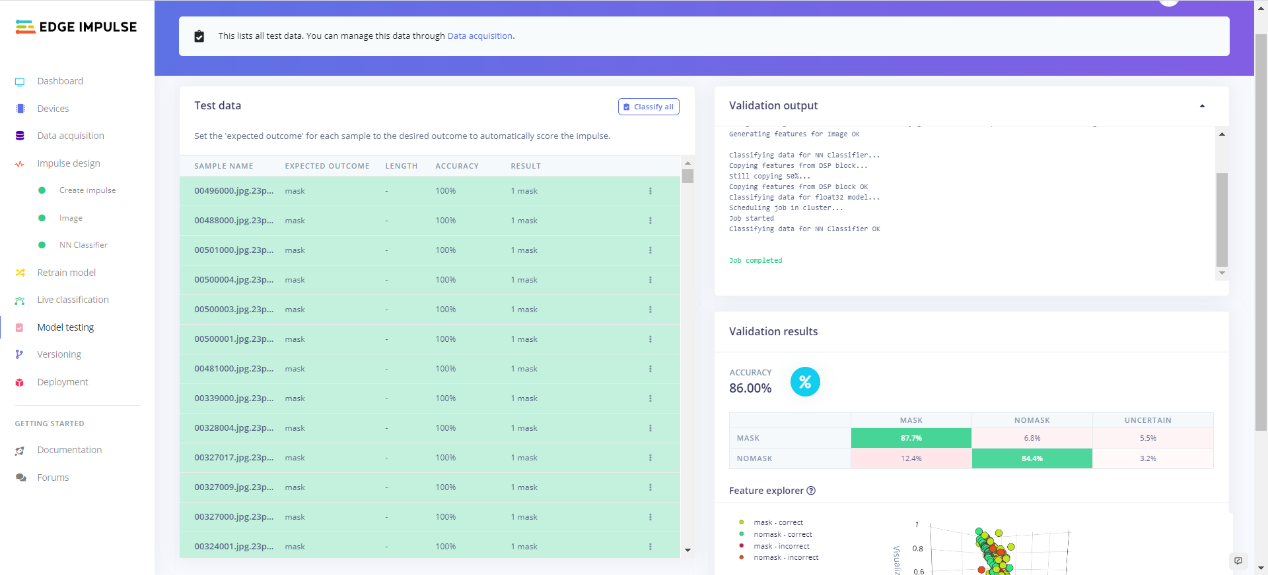 EDGE IMPULSE
Dashboard
Devices
Data acquisition
Impulse design
Create impulse
Image
NN Classifier
Retrain model
Live classification
Model testing
Versioning
Deployment
GETTING STARTED
Documentation
Forums
This lists all test data. You can manage this data through Data acquisition.
Test data
Classify all
Set the 'expected outcome' for each sample to the desired outcome to automatically score the impulse.
SAMPLE NAME EXPECTED OUTCOME LENGTH ACCURACY RESULT
00496000.jpg.23p... mask - 100% 1 mask
00488000.jpg.23p... mask - 100% 1 mask
00501000.jpg.23p... mask - 100% 1 mask
00500004.jpg.23p... mask - 100% 1 mask
00500003.jpg.23p... mask - 100% 1 mask
00500001.jpg.23p... mask - 100% 1 mask
00481000.jpg.23p... mask - 100% 1 mask
00339000.jpg.23p... mask - 100% 1 mask
00328004.jpg.23p... mask - 100% 1 mask
00327017.jpg.23p... mask - 100% 1 mask
00327009.jpg.23p... mask - 100% 1 mask
00327000.jpg.23p... mask - 100% 1 mask
00324001.jpg.23p... mask - 100% 1 mask
Validation output
Generating features for Image OK
Classifying data for NN Classifier...
Copying features from DSP block...
Still copying 50%...
Copying features from DSP block OK
Classifying data for float32 model...
Scheduling job in cluster...
Job started
Classifying data for NN Classifier OK
Job completed
Validation results
ACCURACY
86.00%
%
MASK NOMASK UNCERTAIN
MASK 87.7% 6.8% 5.5%
NOMASK 12.4% 84.4% 3.2%
Feature explorer ?
mask - correct
nomask - correct
mask - incorrect
nomask - incorrect
1
0.8
0.6